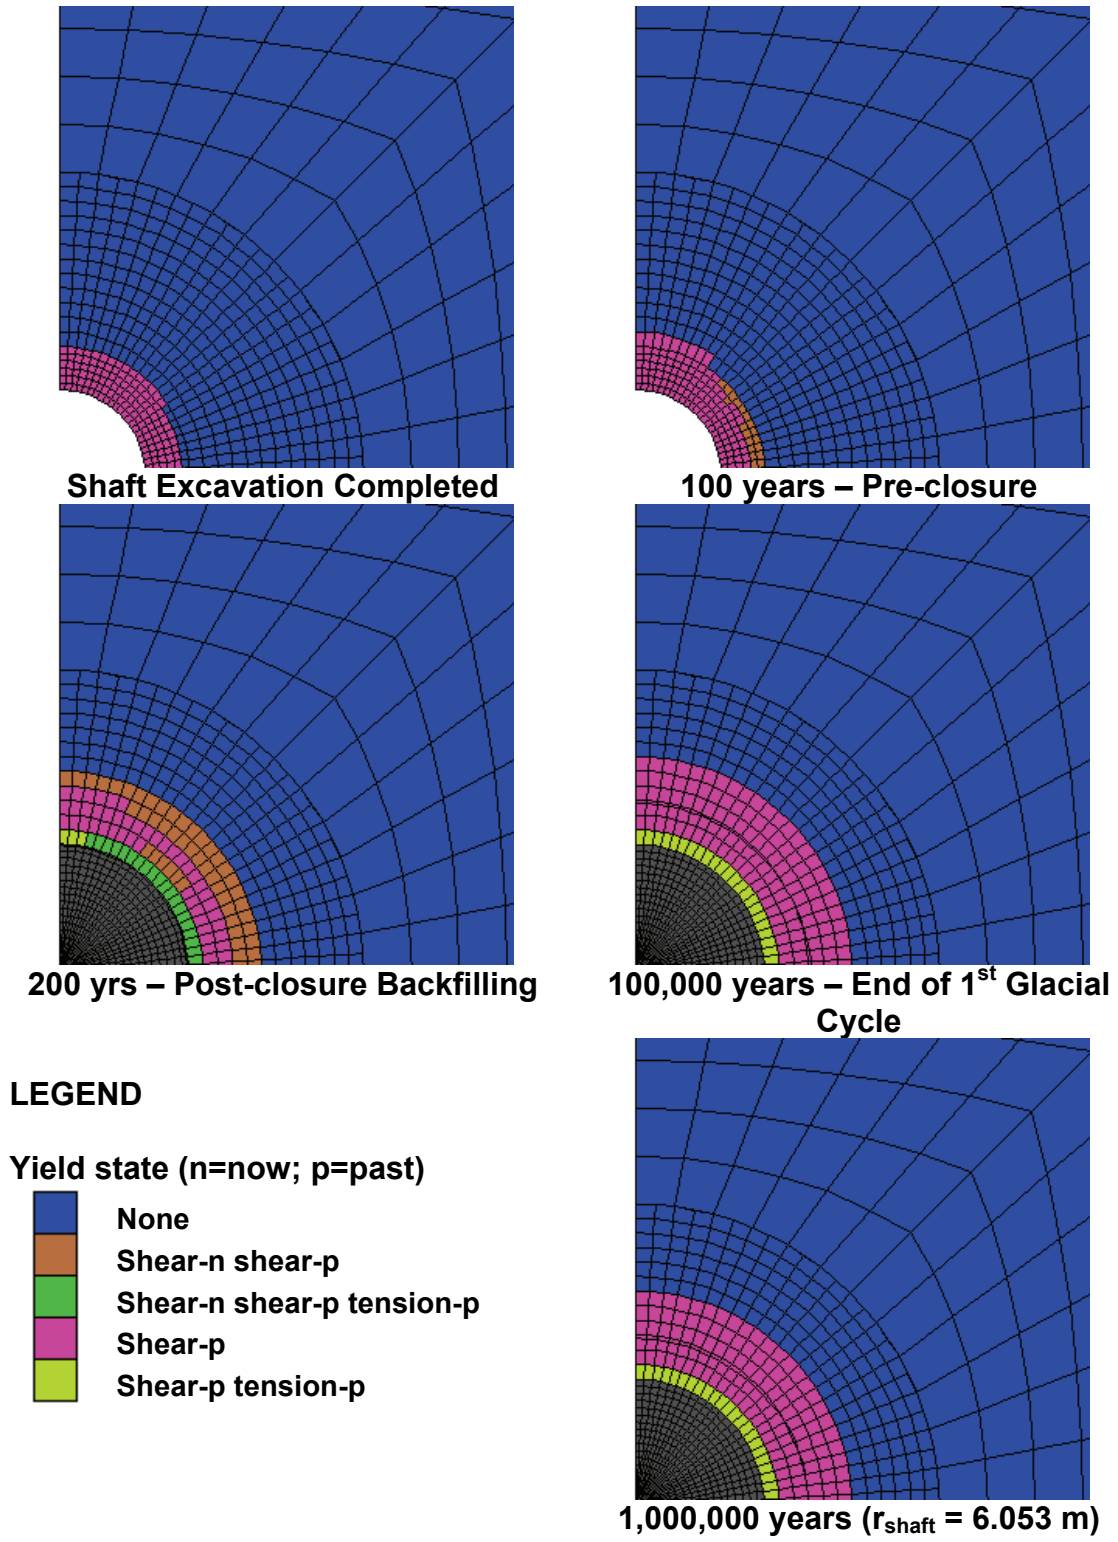 Shaft Excavation Completed
100 years – Pre-closure
200 yrs – Post-closure Backfilling
100,000 years – End of 1st Glacial
Cycle
LEGEND
Yield state (n=now; p=past)
None
Shear-n shear-p
Shear-n shear-p tension-p
Shear-p
Shear-p tension-p
1,000,000 years (rshaft = 6.053 m)